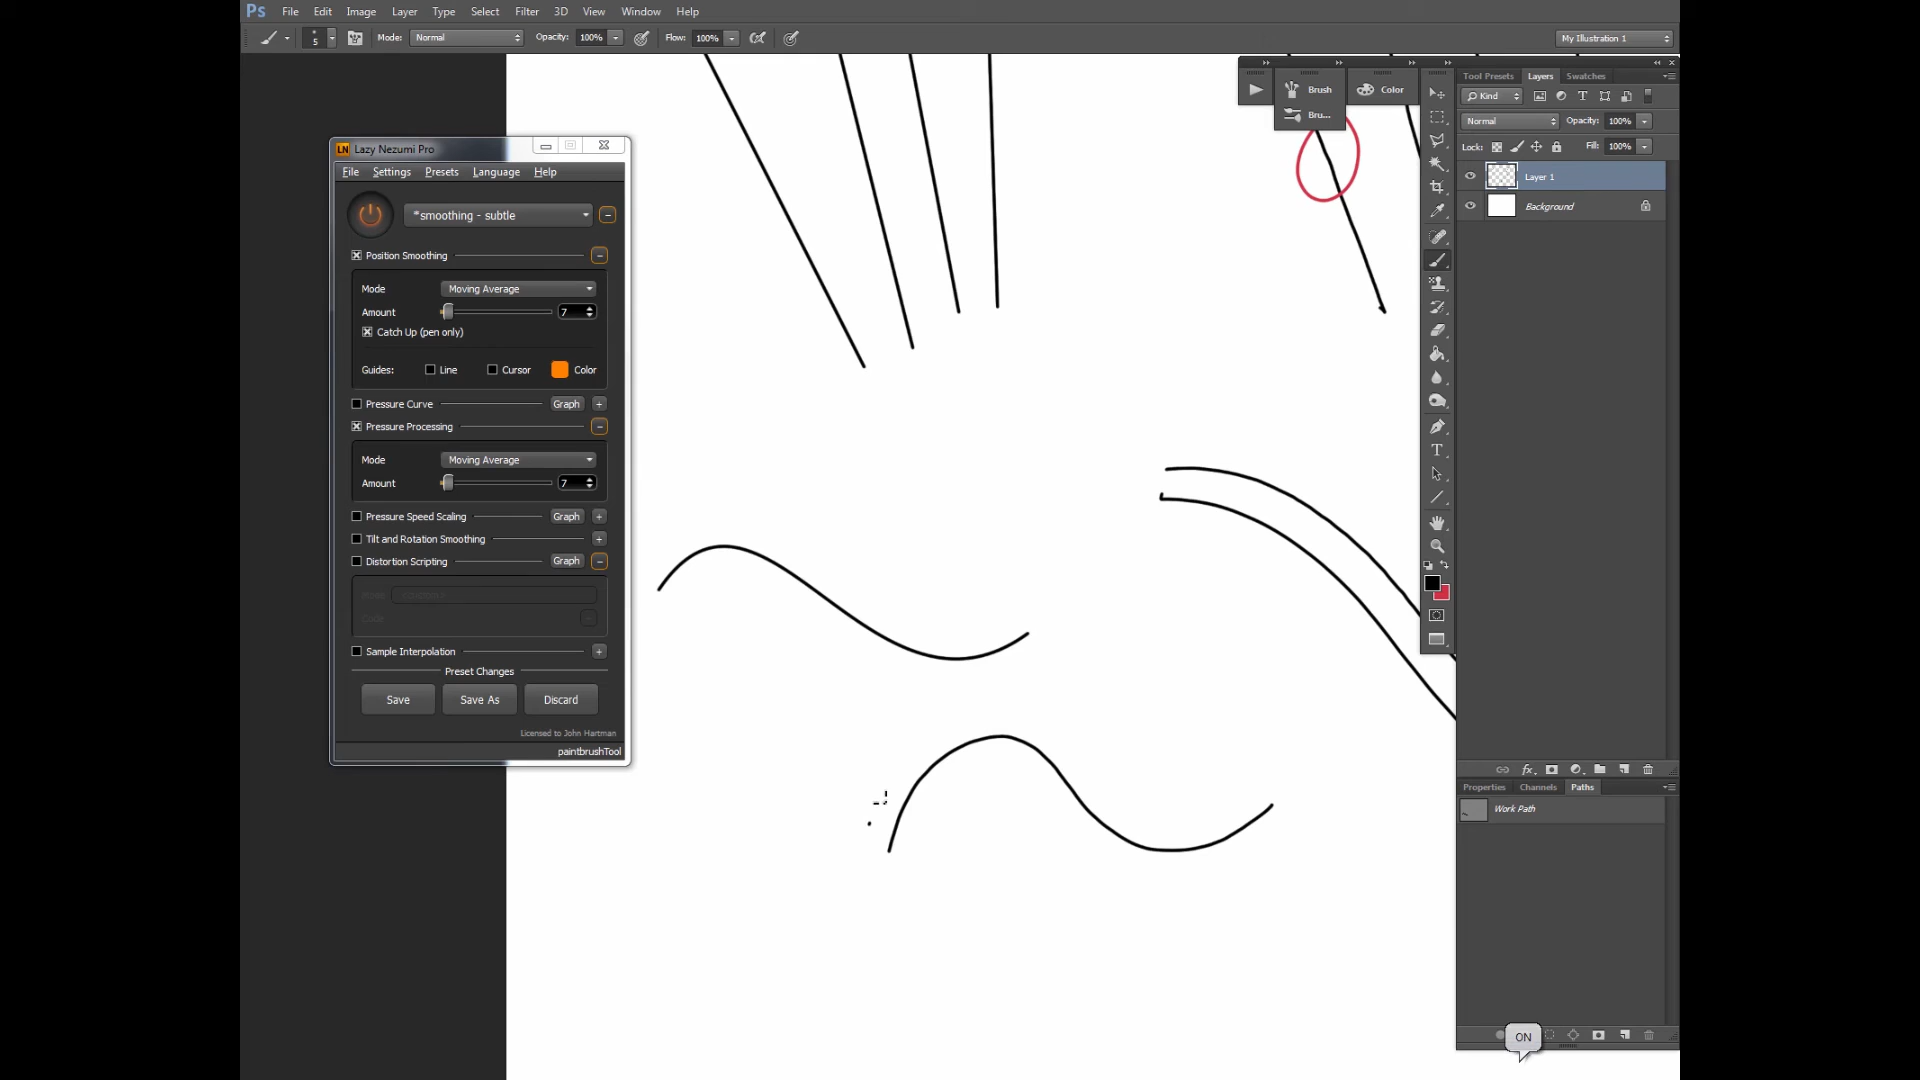 Ps File Edit Image Layer Type Select Filter 3D View Window Help
5 Mode: Normal Opacity: 100% Flow: 100% My Illustration 1
Brush Color
Bru...
Tool Presets Layers Swatches
Kind
Normal Opacity: 100%
Lock: Fill: 100%
Layer 1
Background
LN Lazy Nezumi Pro
File Settings Presets Language Help
*smoothing - subtle
Position Smoothing
Mode Moving Average
Amount 7
Catch Up (pen only)
Guides: Line Cursor Color
Pressure Curve Graph
Pressure Processing
Mode Moving Average
Amount 7
Pressure Speed Scaling Graph
Tilt and Rotation Smoothing
Distortion Scripting Graph
Code
Sample Interpolation
Preset Changes
Save Save As Discard
Licensed to John Hartman
paintbrushTool
Properties Channels Paths
Work Path
ON